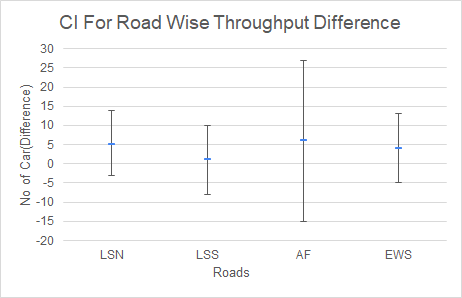 CI For Road Wise Throughput Difference
No of Car(Difference)
30
25
20
15
10
5
0
-5
-10
-15
-20
LSN LSS AF EWS
Roads